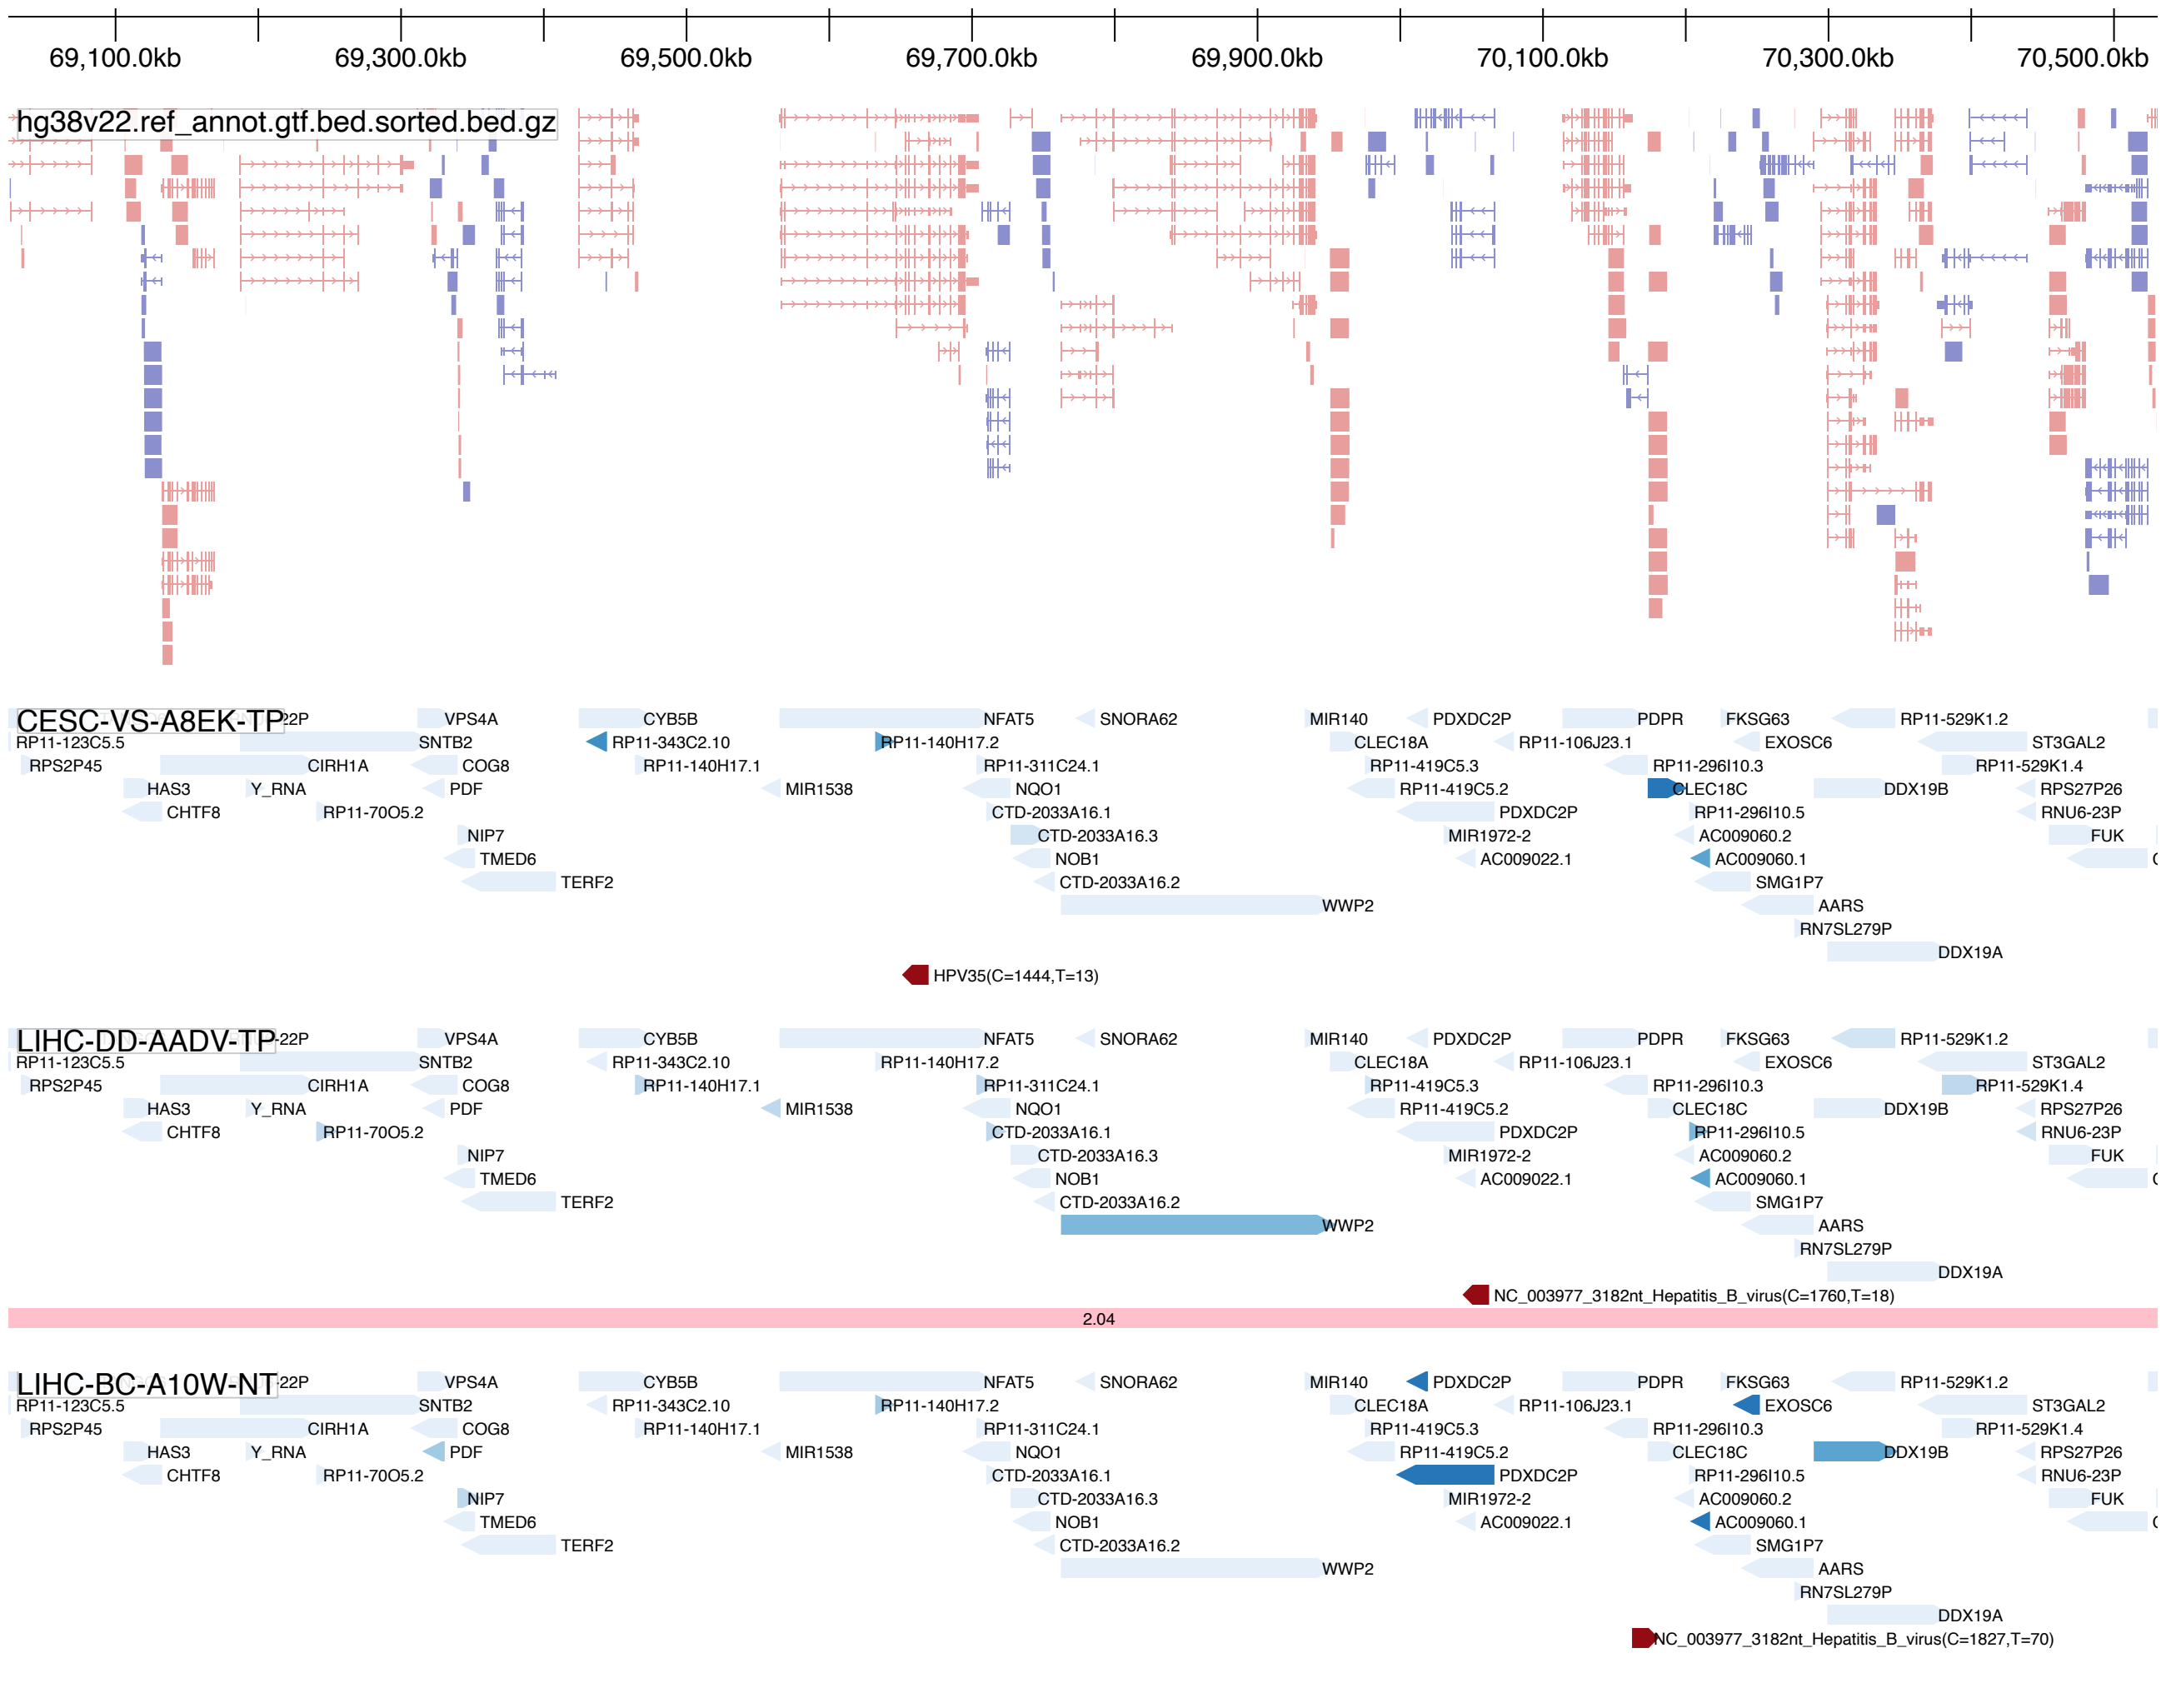 69,100.0kb 69,300.0kb 69,500.0kb 69,700.0kb 69,900.0kb 70,100.0kb 70,300.0kb 70,500.0kb
hg38v22.ref_annot.gtf.bed.sorted.bed.gz
CESC-VS-A8EK-TP 22P VPS4A CYB5B NFAT5 SNORA62 MIR140 PDXDC2P PDPR FKSG63 RP11-529K1.2
RP11-123C5.5 SNTB2 RP11-343C2.10 RP11-140H17.2 CLEC18A RP11-106J23.1 EXOSC6 ST3GAL2
RPS2P45 CIRH1A COG8 RP11-140H17.1 RP11-311C24.1 RP11-419C5.3 RP11-296I10.3 RP11-529K1.4
HAS3 Y_RNA PDF MIR1538 NQO1 RP11-419C5.2 CLEC18C DDX19B RPS27P26
CHTF8 RP11-70O5.2 CTD-2033A16.1 PDXDC2P RP11-296I10.5 RNU6-23P
NIP7 CTD-2033A16.3 MIR1972-2 AC009060.2 FUK
TMED6 NOB1 AC009022.1 AC009060.1
TERF2 CTD-2033A16.2 SMG1P7
WWP2 AARS
RN7SL279P
DDX19A
HPV35(C=1444,T=13)
LIHC-DD-AADV-TP -22P VPS4A CYB5B NFAT5 SNORA62 MIR140 PDXDC2P PDPR FKSG63 RP11-529K1.2
RP11-123C5.5 SNTB2 RP11-343C2.10 RP11-140H17.2 CLEC18A RP11-106J23.1 EXOSC6 ST3GAL2
RPS2P45 CIRH1A COG8 RP11-140H17.1 RP11-311C24.1 RP11-419C5.3 RP11-296I10.3 RP11-529K1.4
HAS3 Y_RNA PDF MIR1538 NQO1 RP11-419C5.2 CLEC18C DDX19B RPS27P26
CHTF8 RP11-70O5.2 CTD-2033A16.1 PDXDC2P RP11-296I10.5 RNU6-23P
NIP7 CTD-2033A16.3 MIR1972-2 AC009060.2 FUK
TMED6 NOB1 AC009022.1 AC009060.1
TERF2 CTD-2033A16.2 SMG1P7
WWP2 AARS
RN7SL279P
DDX19A
NC_003977_3182nt_Hepatitis_B_virus(C=1760,T=18)
2.04
LIHC-BC-A10W-NT -22P VPS4A CYB5B NFAT5 SNORA62 MIR140 PDXDC2P PDPR FKSG63 RP11-529K1.2
RP11-123C5.5 SNTB2 RP11-343C2.10 RP11-140H17.2 CLEC18A RP11-106J23.1 EXOSC6 ST3GAL2
RPS2P45 CIRH1A COG8 RP11-140H17.1 RP11-311C24.1 RP11-419C5.3 RP11-296I10.3 RP11-529K1.4
HAS3 Y_RNA PDF MIR1538 NQO1 RP11-419C5.2 CLEC18C DDX19B RPS27P26
CHTF8 RP11-70O5.2 CTD-2033A16.1 PDXDC2P RP11-296I10.5 RNU6-23P
NIP7 CTD-2033A16.3 MIR1972-2 AC009060.2 FUK
TMED6 NOB1 AC009022.1 AC009060.1
TERF2 CTD-2033A16.2 SMG1P7
WWP2 AARS
RN7SL279P
DDX19A
NC_003977_3182nt_Hepatitis_B_virus(C=1827,T=70)